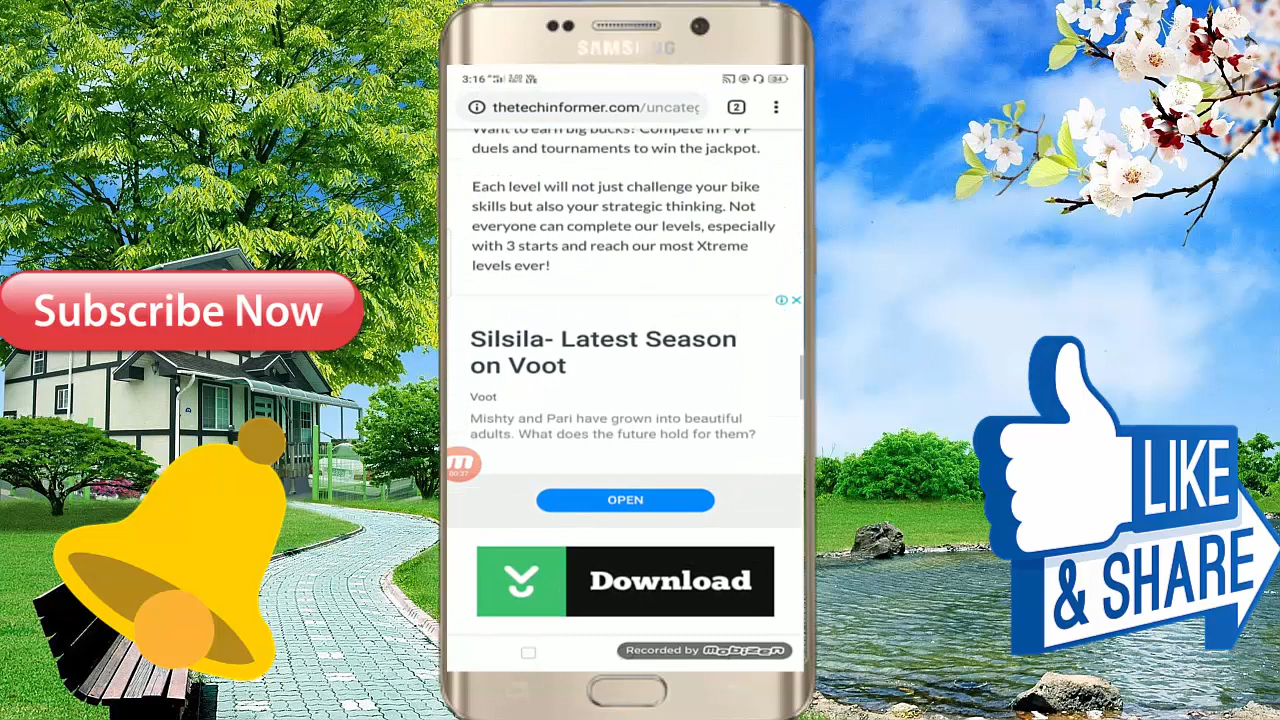 SAMSUNG
3:16
thetechinformer.com/uncateg
2
Want to earn big bucks? Compete in PVP
duels and tournaments to win the jackpot.
Each level will not just challenge your bike
skills but also your strategic thinking. Not
everyone can complete our levels, especially
with 3 starts and reach our most Xtreme
levels ever!
Silsila- Latest Season
on Voot
Voot
Mishty and Pari have grown into beautiful
adults. What does the future hold for them?
00:37
OPEN
Download
Recorded by mobizen
Subscribe Now
LIKE
& SHARE